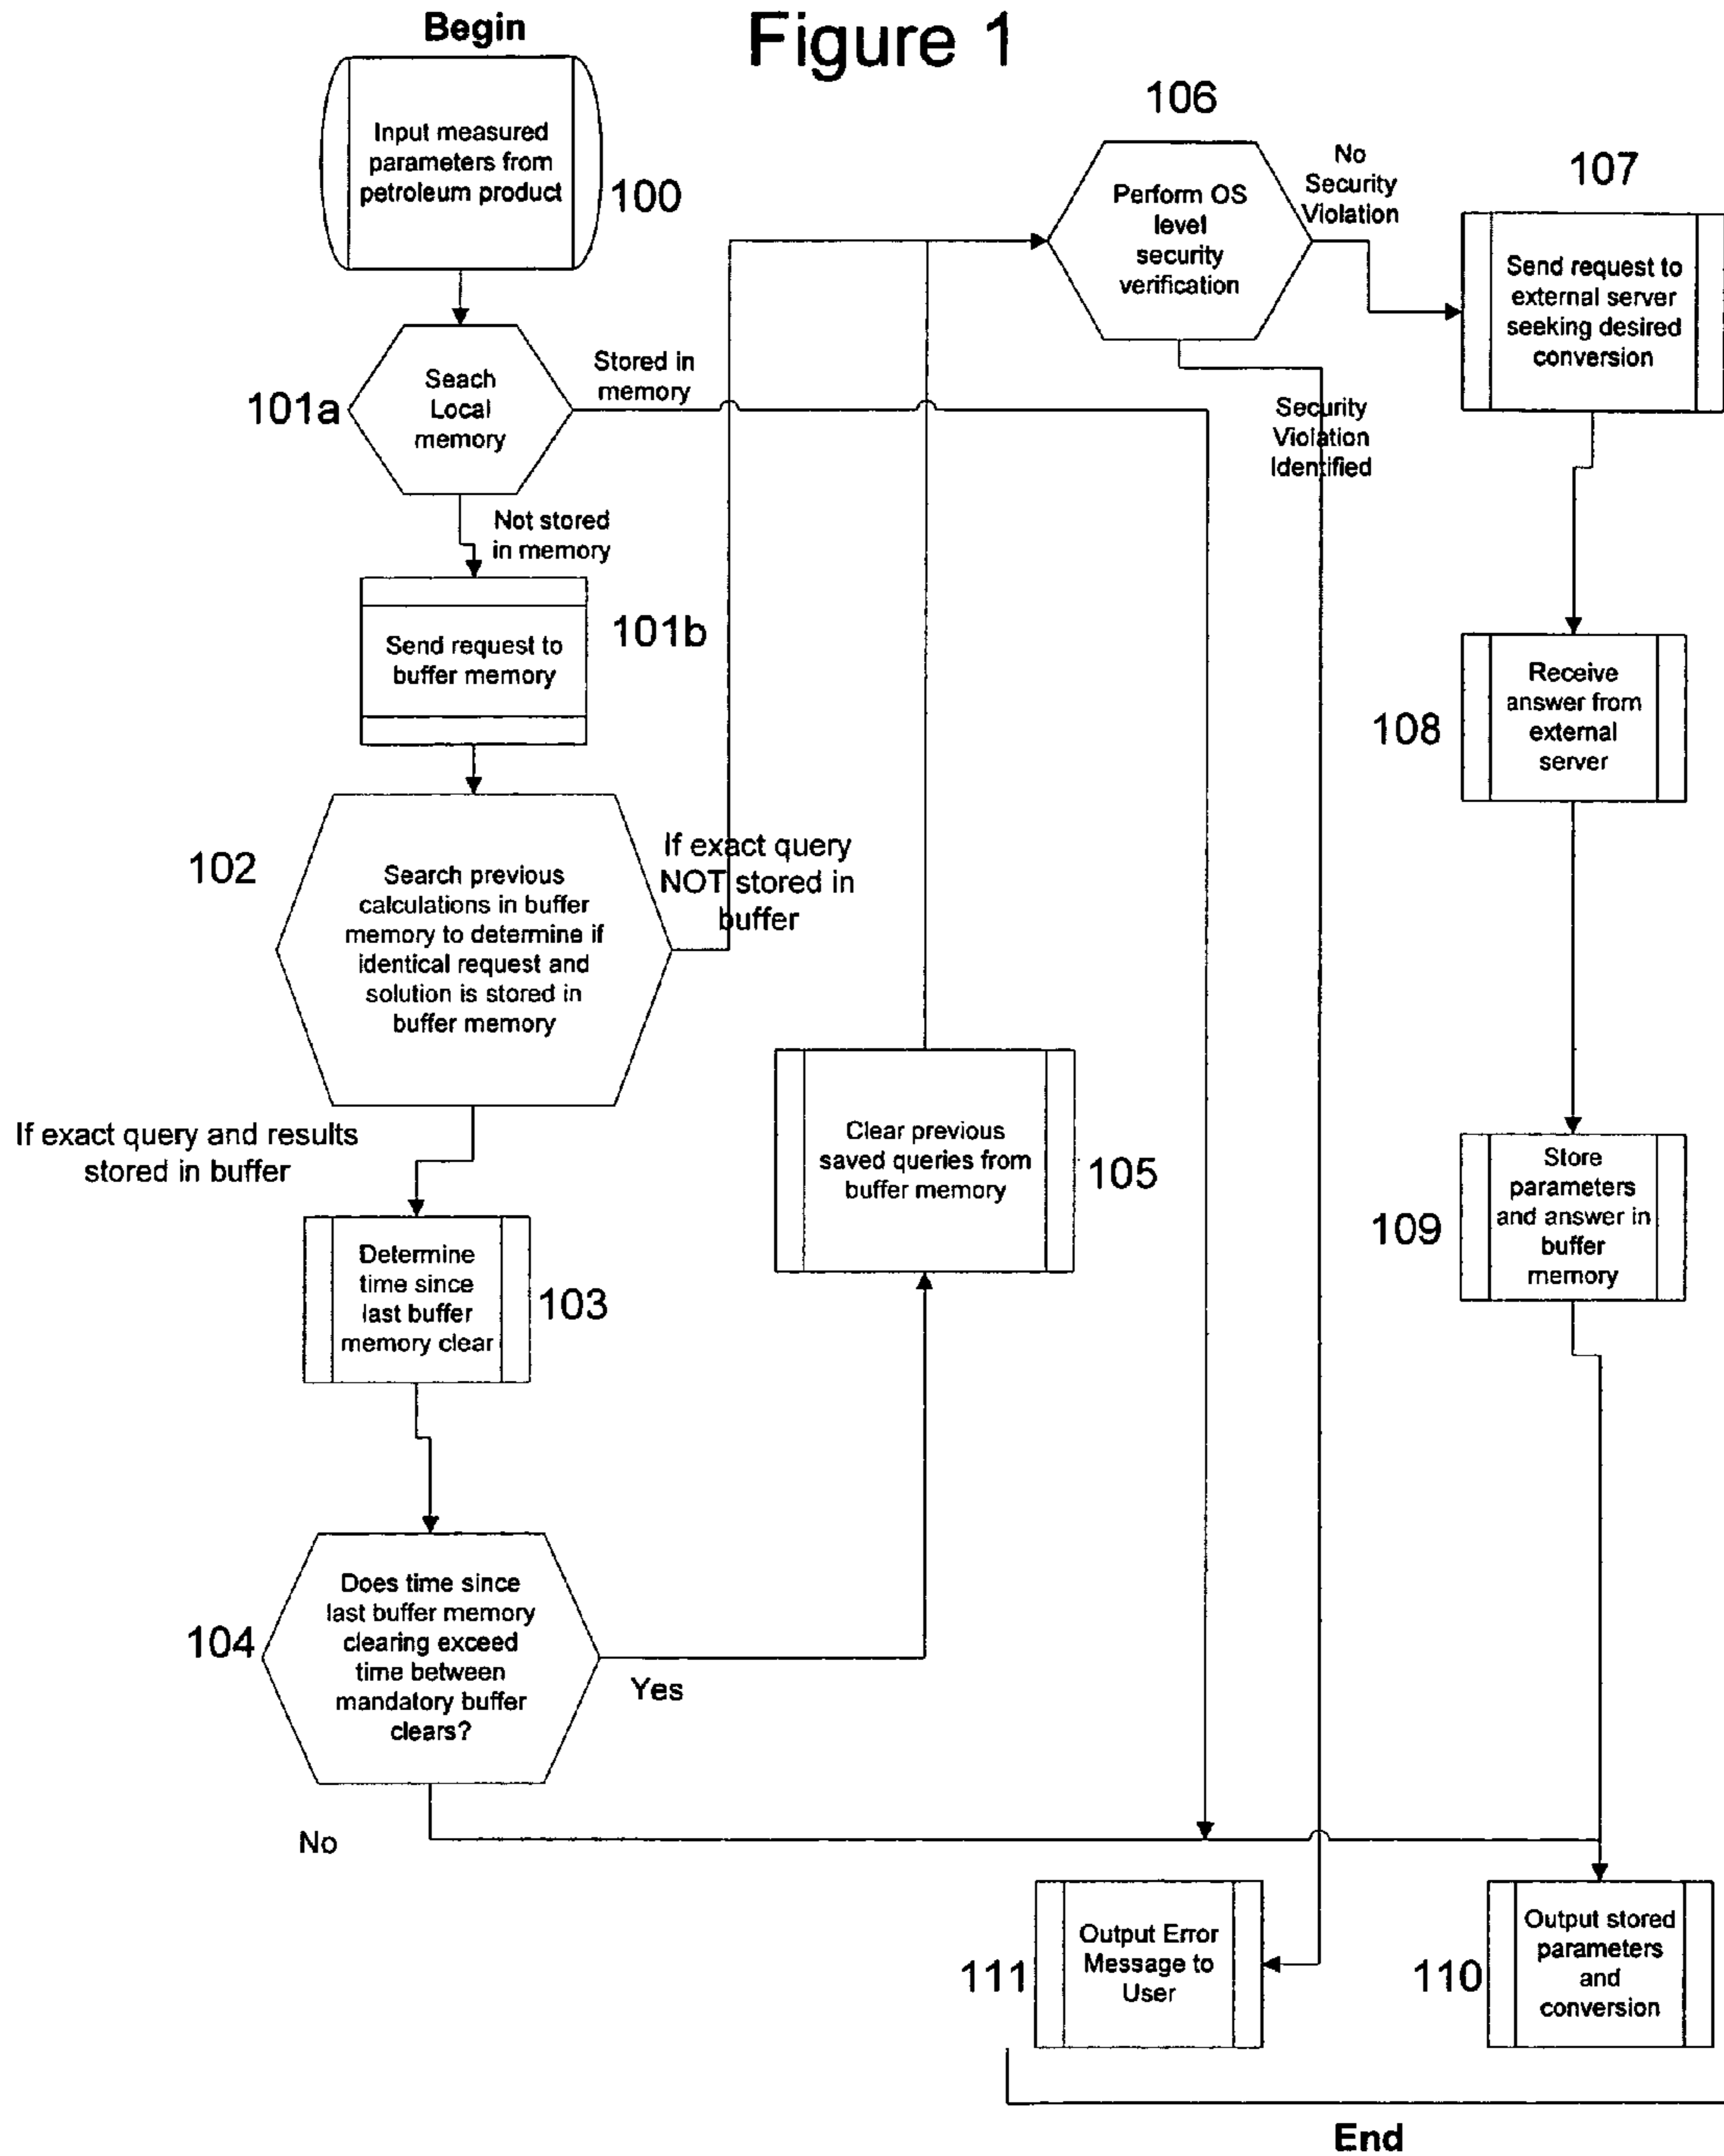 Figure 1
Begin
Input measured
parameters from
petroleum product
100
Seach
Local
memory
101a
Stored in
memory
Not stored
in memory
Send request to
buffer memory
101b
102
Search previous
calculations in buffer
memory to determine if
identical request and
solution is stored in
buffer memory
If exact query
NOT stored in
buffer
If exact query and results
stored in buffer
Determine
time since
last buffer
memory clear
103
104
Does time since
last buffer memory
clearing exceed
time between
mandatory buffer
clears?
Yes
No
Clear previous
saved queries from
buffer memory
105
106
Perform OS
level
security
verification
No
Security
Violation
Security
Violation
Identified
107
Send request to
external server
seeking desired
conversion
108
Receive
answer from
external
server
109
Store
parameters
and answer in
buffer
memory
111
Output Error
Message to
User
110
Output stored
parameters
and
conversion
End